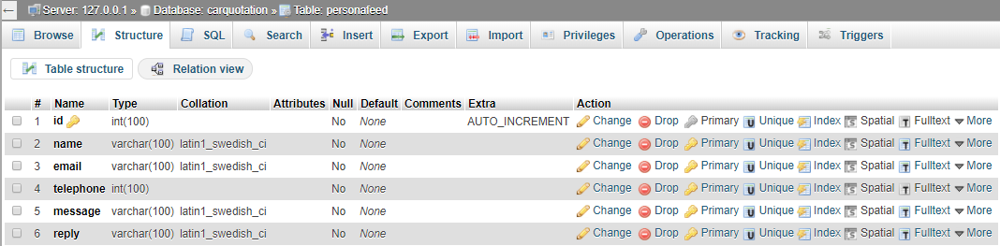 ← Server: 127.0.0.1 » Database: carquotation » Table: personafeed
Browse Structure SQL Search Insert Export Import Privileges Operations Tracking Triggers
Table structure Relation view
# Name Type Collation Attributes Null Default Comments Extra Action
1 id int(100) No None AUTO_INCREMENT Change Drop Primary Unique Index Spatial Fulltext More
2 name varchar(100) latin1_swedish_ci No None Change Drop Primary Unique Index Spatial Fulltext More
3 email varchar(100) latin1_swedish_ci No None Change Drop Primary Unique Index Spatial Fulltext More
4 telephone int(100) No None Change Drop Primary Unique Index Spatial Fulltext More
5 message varchar(100) latin1_swedish_ci No None Change Drop Primary Unique Index Spatial Fulltext More
6 reply varchar(100) latin1_swedish_ci No None Change Drop Primary Unique Index Spatial Fulltext More